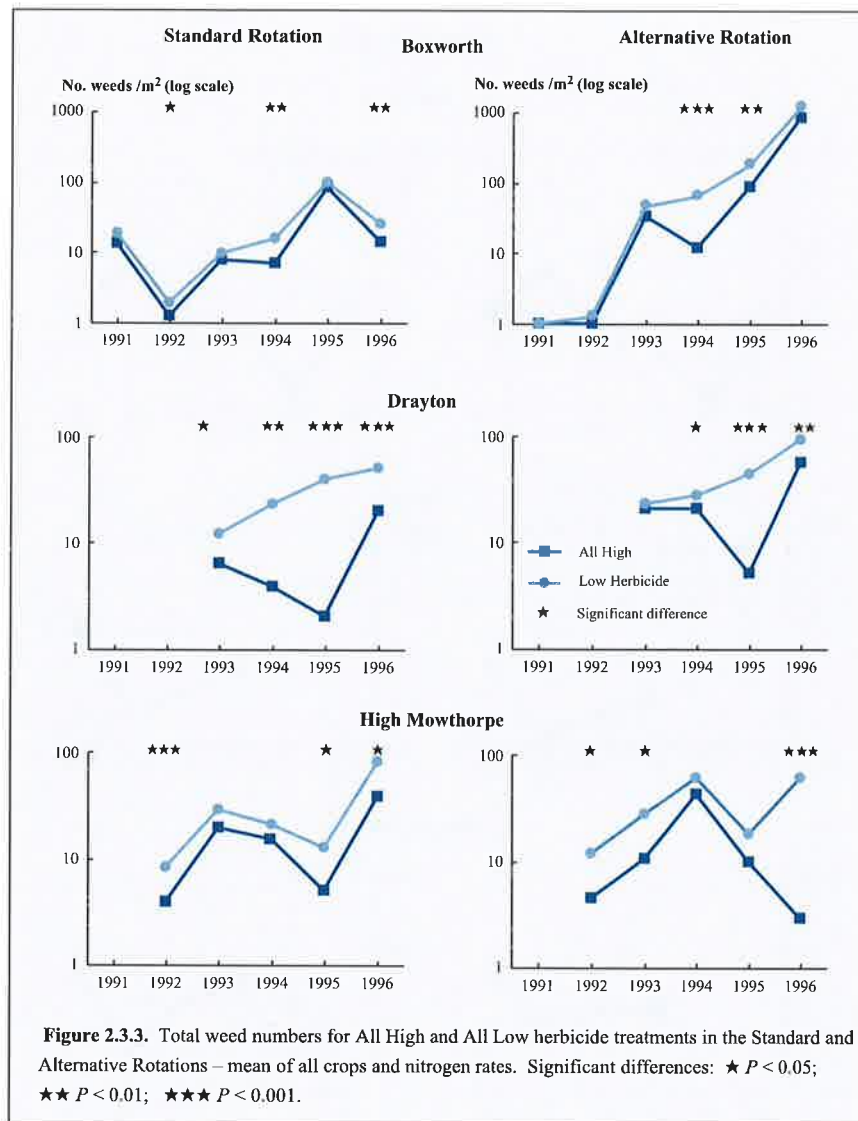 Standard Rotation
Boxworth
Alternative Rotation
No. weeds /m² (log scale)
★ ★★ ★★
1000
100
10
1
1991 1992 1993 1994 1995 1996
No. weeds /m² (log scale)
★★★ ★★
1000
100
10
1
1991 1992 1993 1994 1995 1996
Drayton
★ ★★ ★★★ ★★★
100
10
1
1991 1992 1993 1994 1995 1996
★ ★★★ ★★
100
10
1
All High
Low Herbicide
★ Significant difference
1991 1992 1993 1994 1995 1996
High Mowthorpe
★★★ ★ ★
100
10
1
1991 1992 1993 1994 1995 1996
★ ★ ★★★
100
10
1
1991 1992 1993 1994 1995 1996
Figure 2.3.3. Total weed numbers for All High and All Low herbicide treatments in the Standard and
Alternative Rotations – mean of all crops and nitrogen rates. Significant differences: ★ P < 0.05;
★★ P < 0.01; ★★★ P < 0.001.